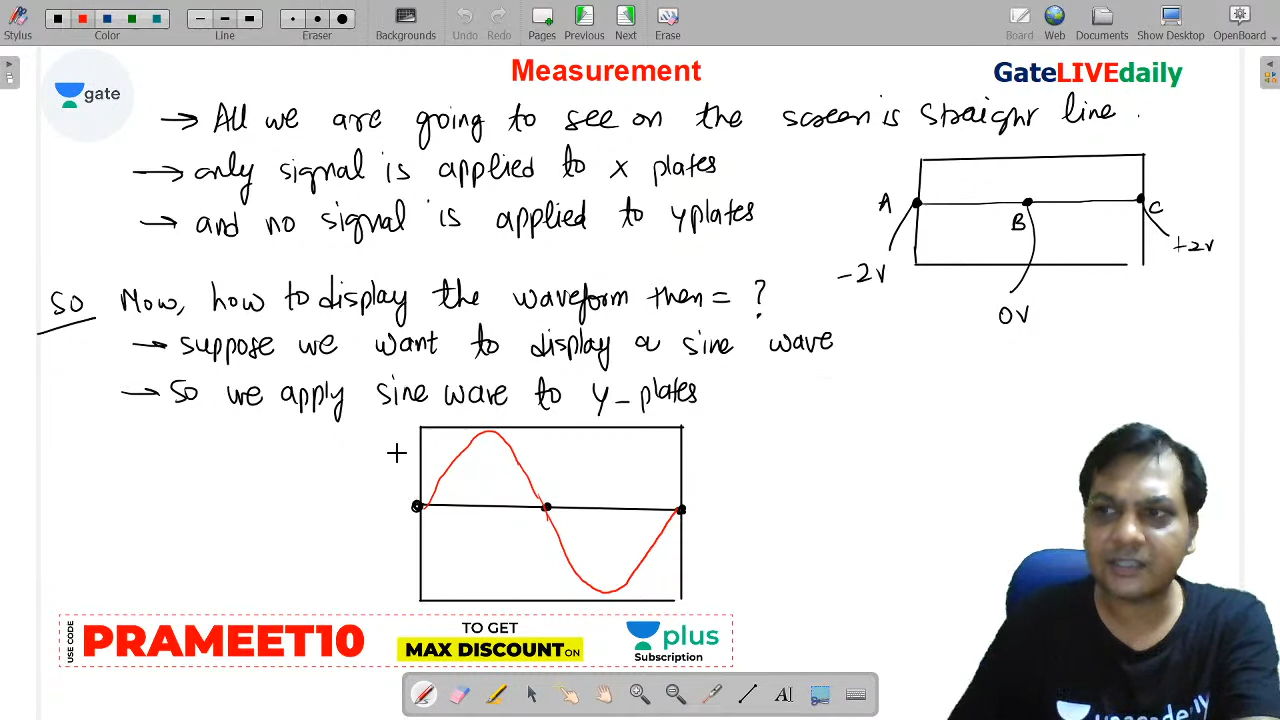 Stylus
Color
Line
Eraser
Backgrounds
Undo
Redo
Pages
Previous
Next
Erase
Board
Web
Documents
Show Desktop
OpenBoard
gate
Measurement
GateLIVEdaily
→ All we are going to see on the screen is straight line.
→ only signal is applied to x plates
→ and no signal is applied to y plates
A
B
C
-2V
0V
+2V
SO Now, how to display the waveform then = ?
→ suppose we want to display a sine wave
→ So we apply sine wave to y-plates
+
USE CODE
PRAMEET10
TO GET
MAX DISCOUNT ON
plus
Subscription
AI